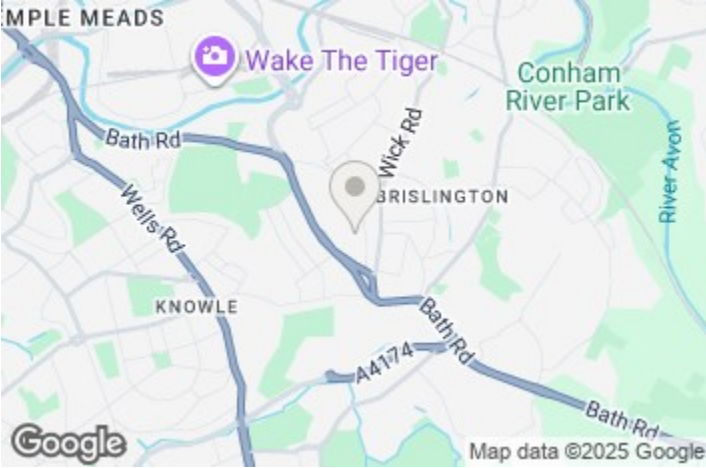 EMPLE MEADS
Wake The Tiger
Conham
River Park
Bath Rd
Wick Rd
River Avon
BRISLINGTON
Wells Rd
KNOWLE
Bath Rd
A4174
Bath Rd
Google
Map data ©2025 Google